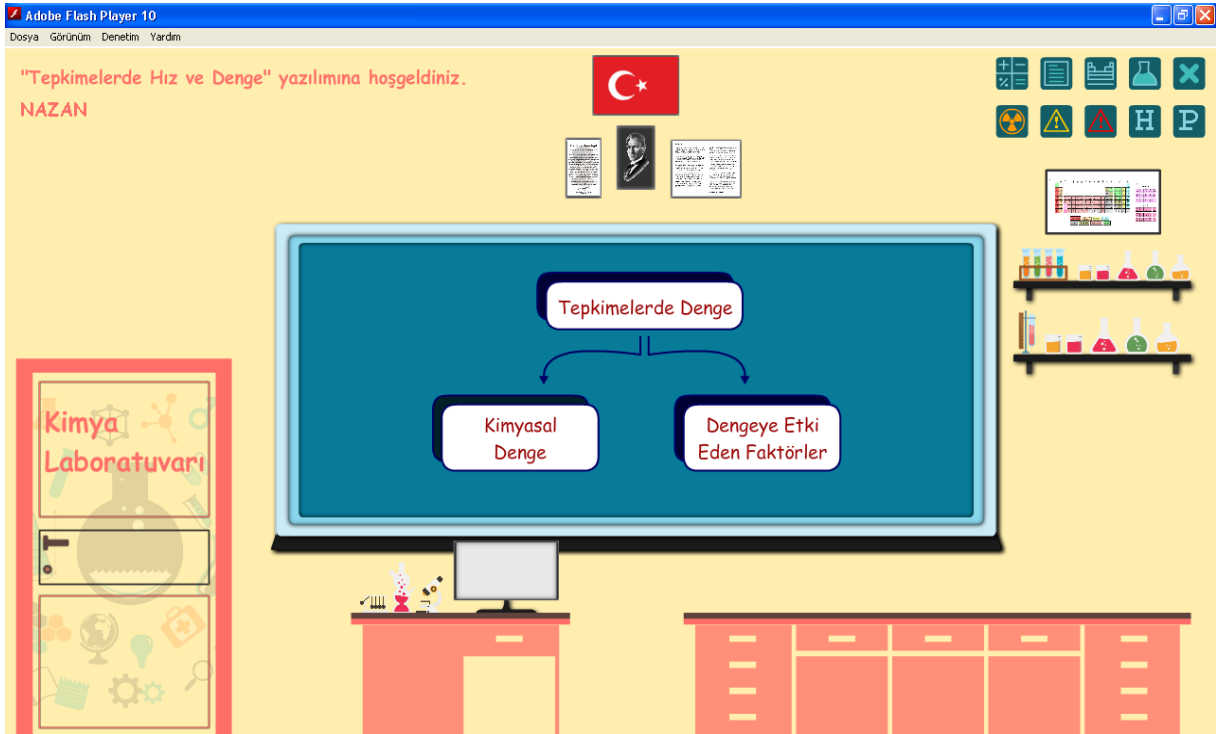 Adobe Flash Player 10
Dosya Görünüm Denetim Yardım
"Tepkimelerde Hız ve Denge" yazılımına hoşgeldiniz.
NAZAN
H P
Tepkimelerde Denge
Kimyasal
Denge
Dengeye Etki
Eden Faktörler
Kimya
Laboratuvarı